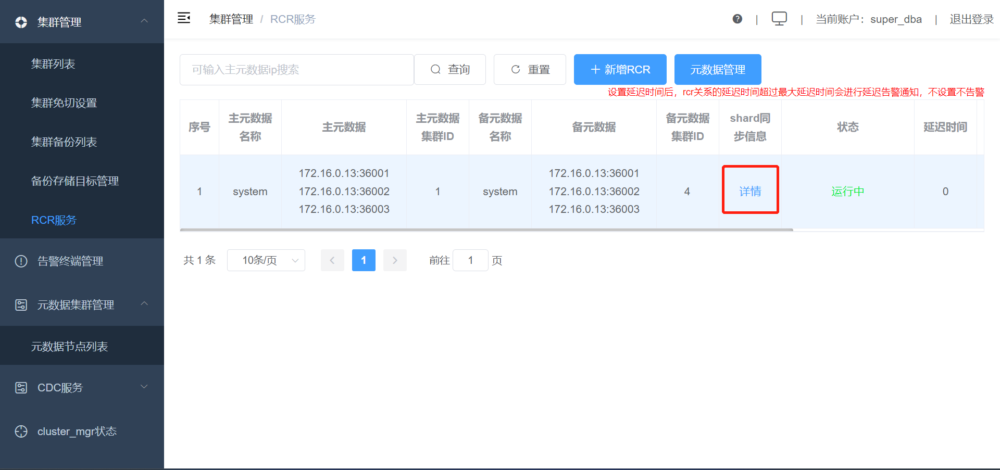 集群管理
集群列表
集群免切设置
集群备份列表
备份存储目标管理
RCR服务
告警终端管理
元数据集群管理
元数据节点列表
CDC服务
cluster_mgr状态
集群管理 / RCR服务
? | | 当前账户：super_dba | 退出登录
可输入主元数据ip搜索 查询 重置 + 新增RCR 元数据管理
设置延迟时间后，rcr关系的延迟时间超过最大延迟时间会进行延迟告警通知，不设置不告警
序号 主元数据名称 主元数据 主元数据集群ID 备元数据名称 备元数据 备元数据集群ID shard同步信息 状态 延迟时间
172.16.0.13:36001 172.16.0.13:36001
1 system 172.16.0.13:36002 1 system 172.16.0.13:36002 4 详情 运行中 0
172.16.0.13:36003 172.16.0.13:36003
共 1 条 10条/页 1 前往 1 页